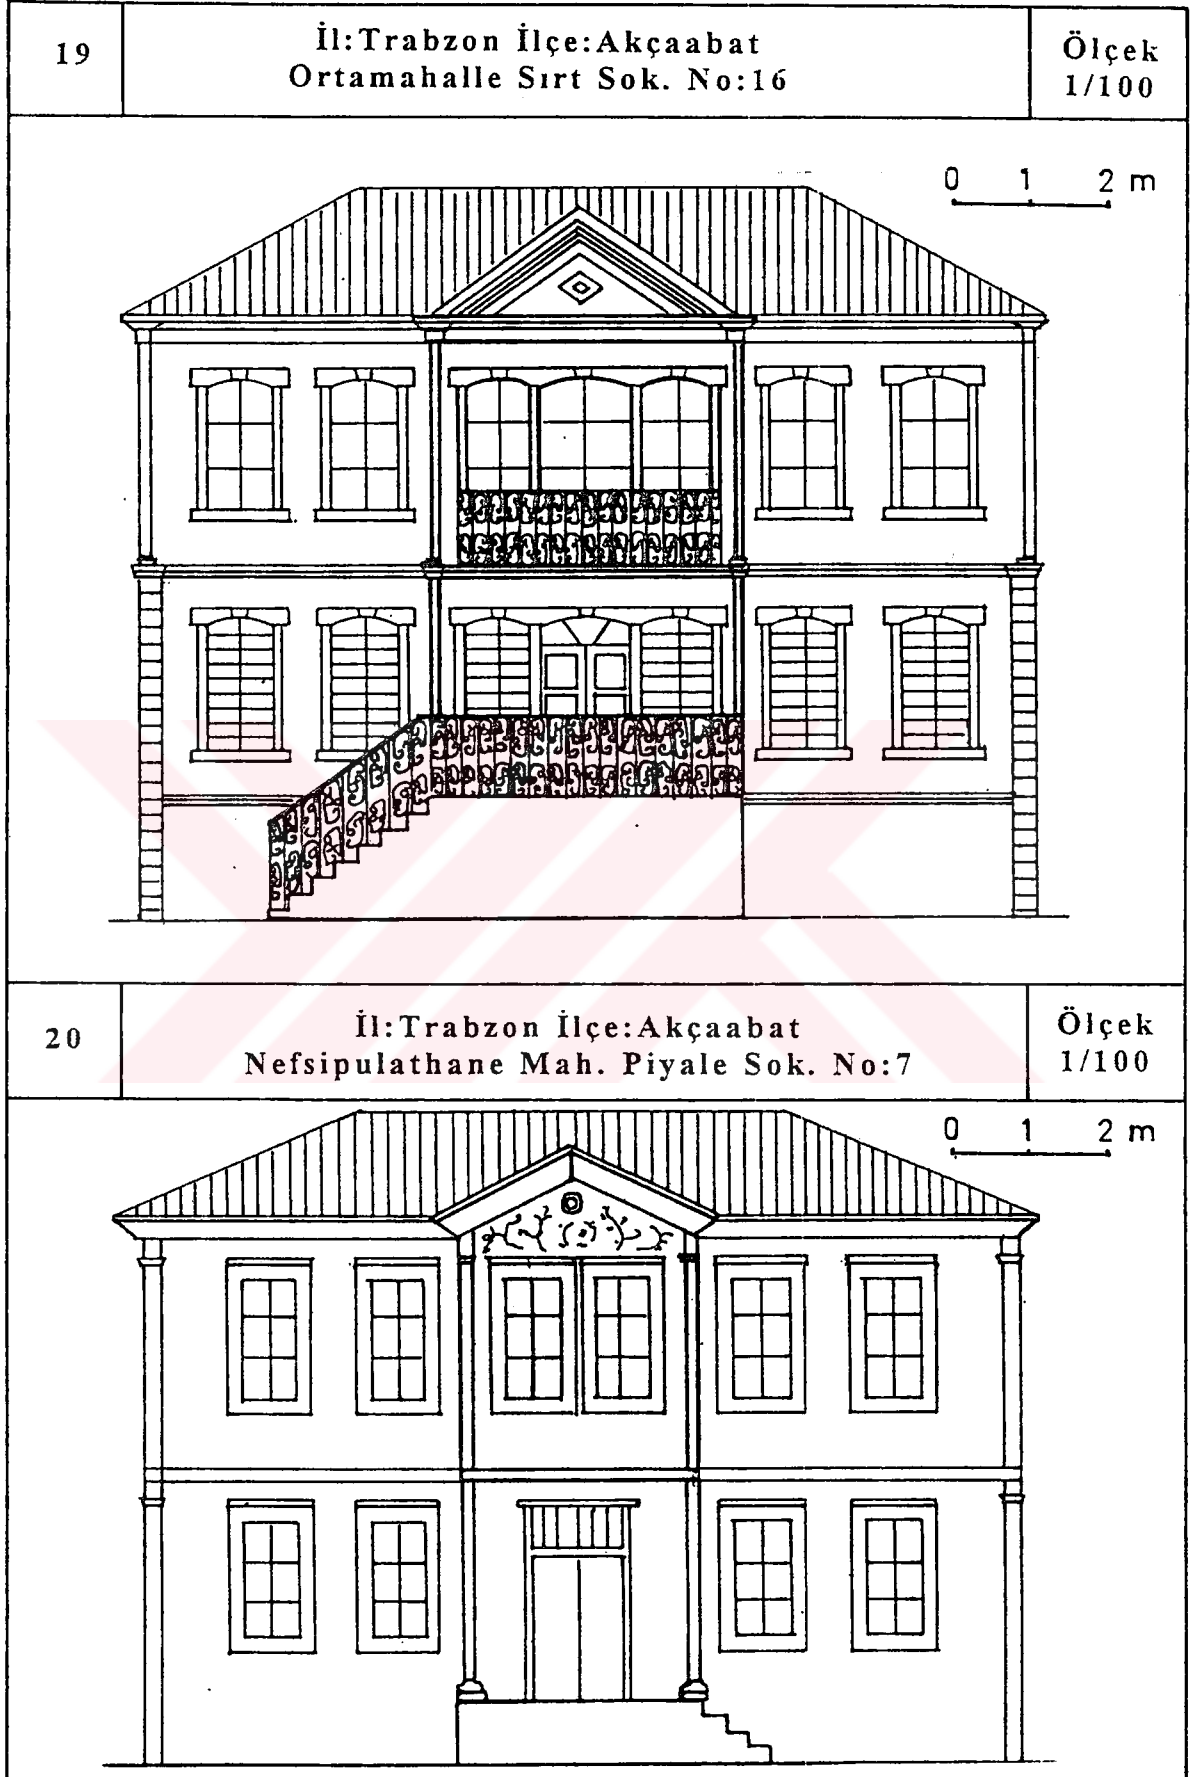 19
İl:Trabzon İlçe:Akçaabat
Ortamahalle Sırt Sok. No:16
Ölçek
1/100
0 1 2 m
20
İl:Trabzon İlçe:Akçaabat
Nefsipulathane Mah. Piyale Sok. No:7
Ölçek
1/100
0 1 2 m